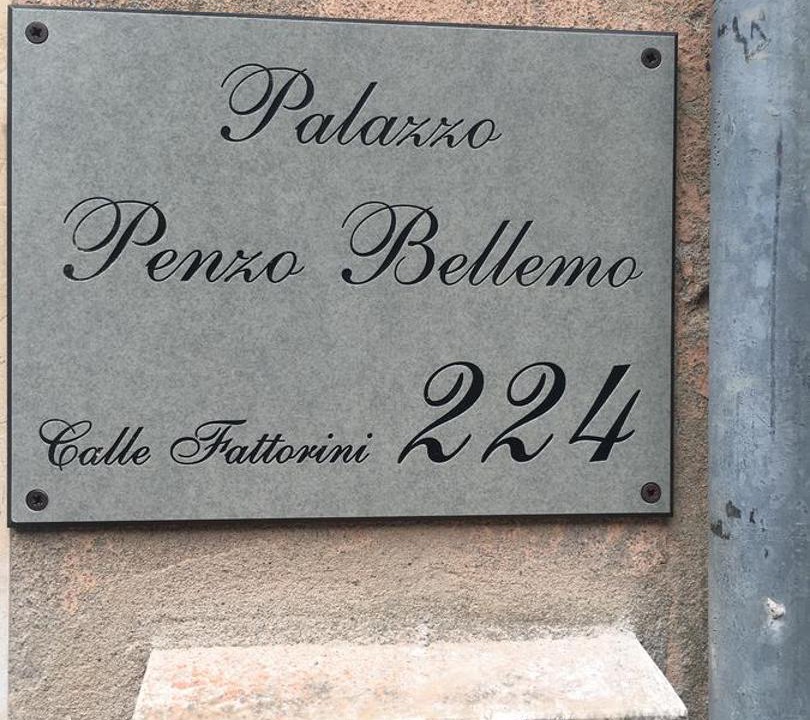 Palazzo
Penzo Bellemo
Calle Fattorini 224